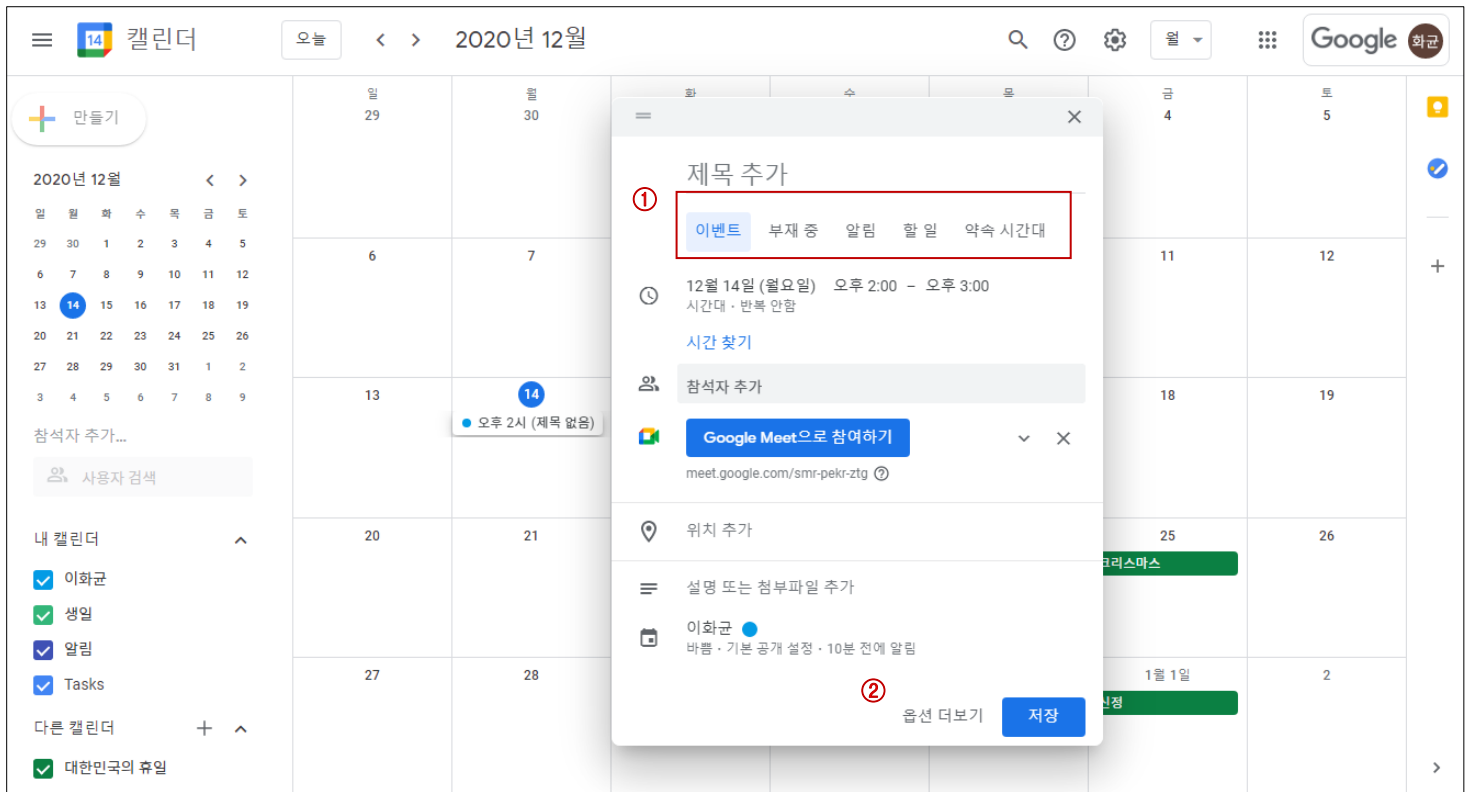 14 캘린더 오늘 2020년 12월 월 Google 화균
만들기
2020년 12월
일 월 화 수 목 금 토
29 30 1 2 3 4 5
6 7 8 9 10 11 12
13 14 15 16 17 18 19
20 21 22 23 24 25 26
27 28 29 30 31 1 2
3 4 5 6 7 8 9
참석자 추가...
사용자 검색
내 캘린더
이화균
생일
알림
Tasks
다른 캘린더
대한민국의 휴일
일 월 화 수 목 금 토
29 30 4 5
6 7 11 12
13 14 18 19
오후 2시 (제목 없음)
20 21 25 26
크리스마스
27 28 1월 1일 2
신정
제목 추가
①
이벤트 부재 중 알림 할 일 약속 시간대
12월 14일 (월요일) 오후 2:00 – 오후 3:00
시간대 · 반복 안함
시간 찾기
참석자 추가
Google Meet으로 참여하기
meet.google.com/smr-pekr-ztg
위치 추가
설명 또는 첨부파일 추가
이화균
바쁨 · 기본 공개 설정 · 10분 전에 알림
②
옵션 더보기 저장